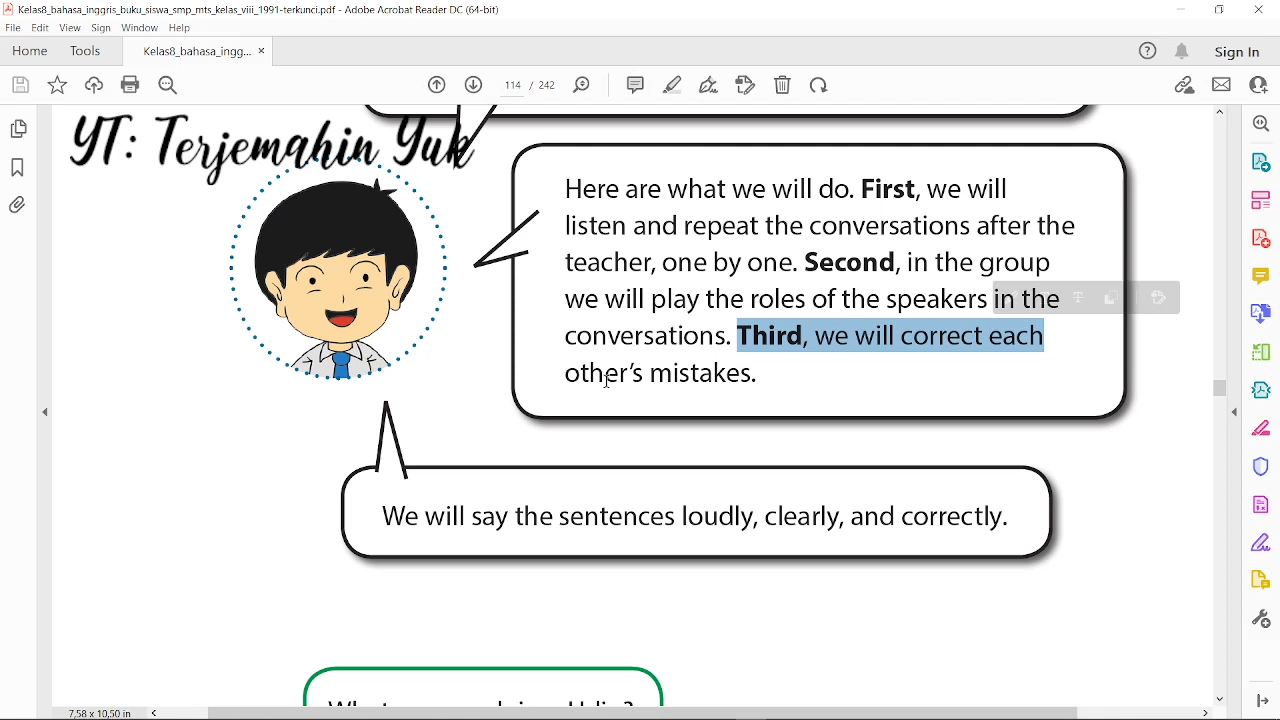 Kelas8_bahasa_inggris_buku_siswa_smp_mts_kelas_viii_1991-terkunci.pdf - Adobe Acrobat Reader DC (64-bit)
File Edit View Sign Window Help
Home Tools Kelas8_bahasa_ingg... × Sign In
114 / 242
YT: Terjemahin Yuk
Here are what we will do. First, we will
listen and repeat the conversations after the
teacher, one by one. Second, in the group
we will play the roles of the speakers in the
conversations. Third, we will correct each
other's mistakes.
We will say the sentences loudly, clearly, and correctly.
7,58 x 10,50 in